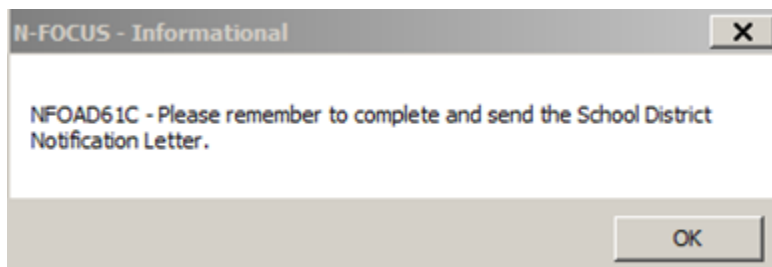 N-FOCUS - Informational
NFOAD61C - Please remember to complete and send the School District
Notification Letter.
OK